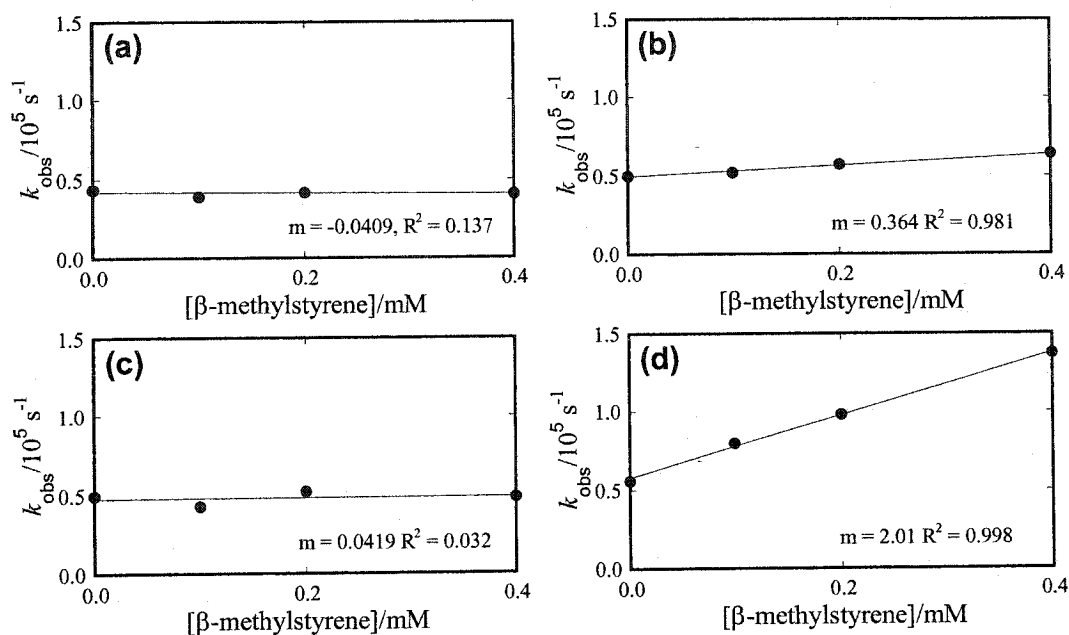 (a)
1.5
1.0
0.5
0.0
k_obs/10^5 s^-1
m = -0.0409, R^2 = 0.137
0.0 0.2 0.4
[β-methylstyrene]/mM
(b)
1.5
1.0
0.5
0.0
k_obs/10^5 s^-1
m = 0.364 R^2 = 0.981
0.0 0.2 0.4
[β-methylstyrene]/mM
(c)
1.5
1.0
0.5
0.0
k_obs/10^5 s^-1
m = 0.0419 R^2 = 0.032
0.0 0.2 0.4
[β-methylstyrene]/mM
(d)
1.5
1.0
0.5
0.0
k_obs/10^5 s^-1
m = 2.01 R^2 = 0.998
0.0 0.2 0.4
[β-methylstyrene]/mM